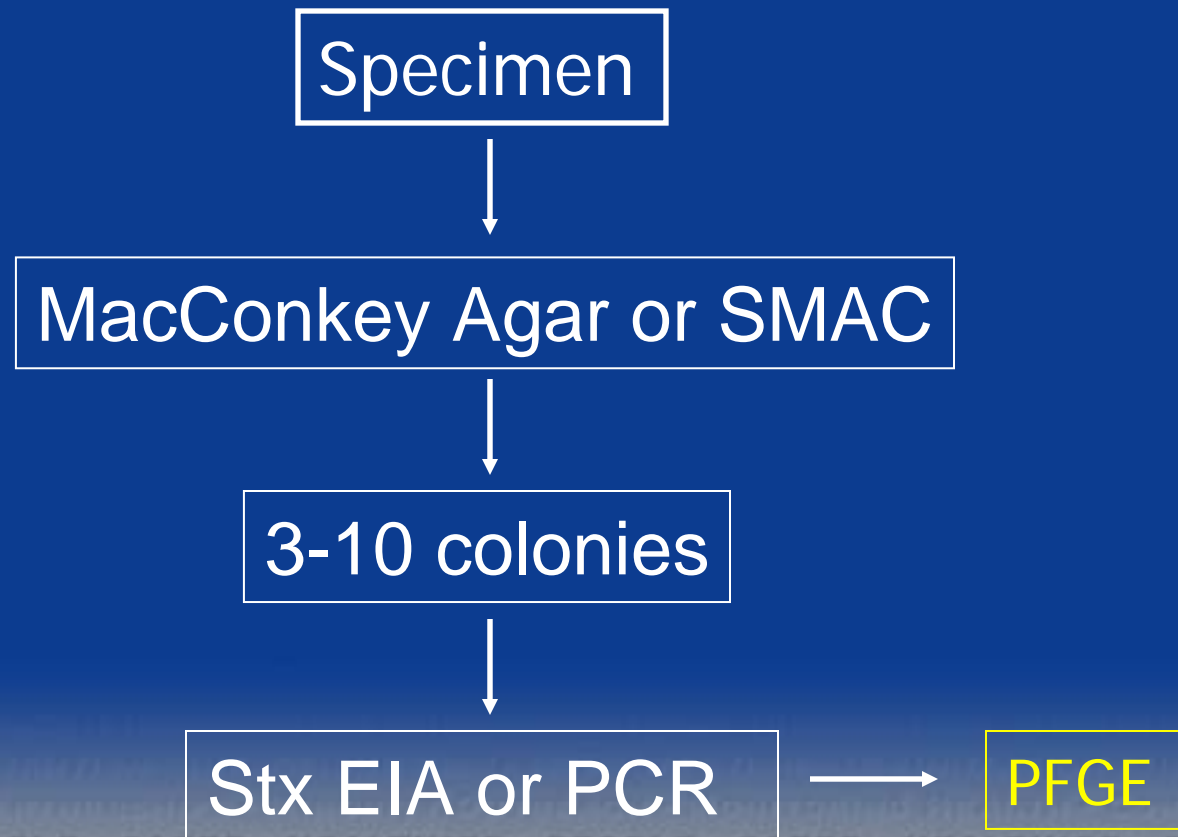 Specimen
MacConkey Agar or SMAC
3-10 colonies
Stx EIA or PCR
PFGE